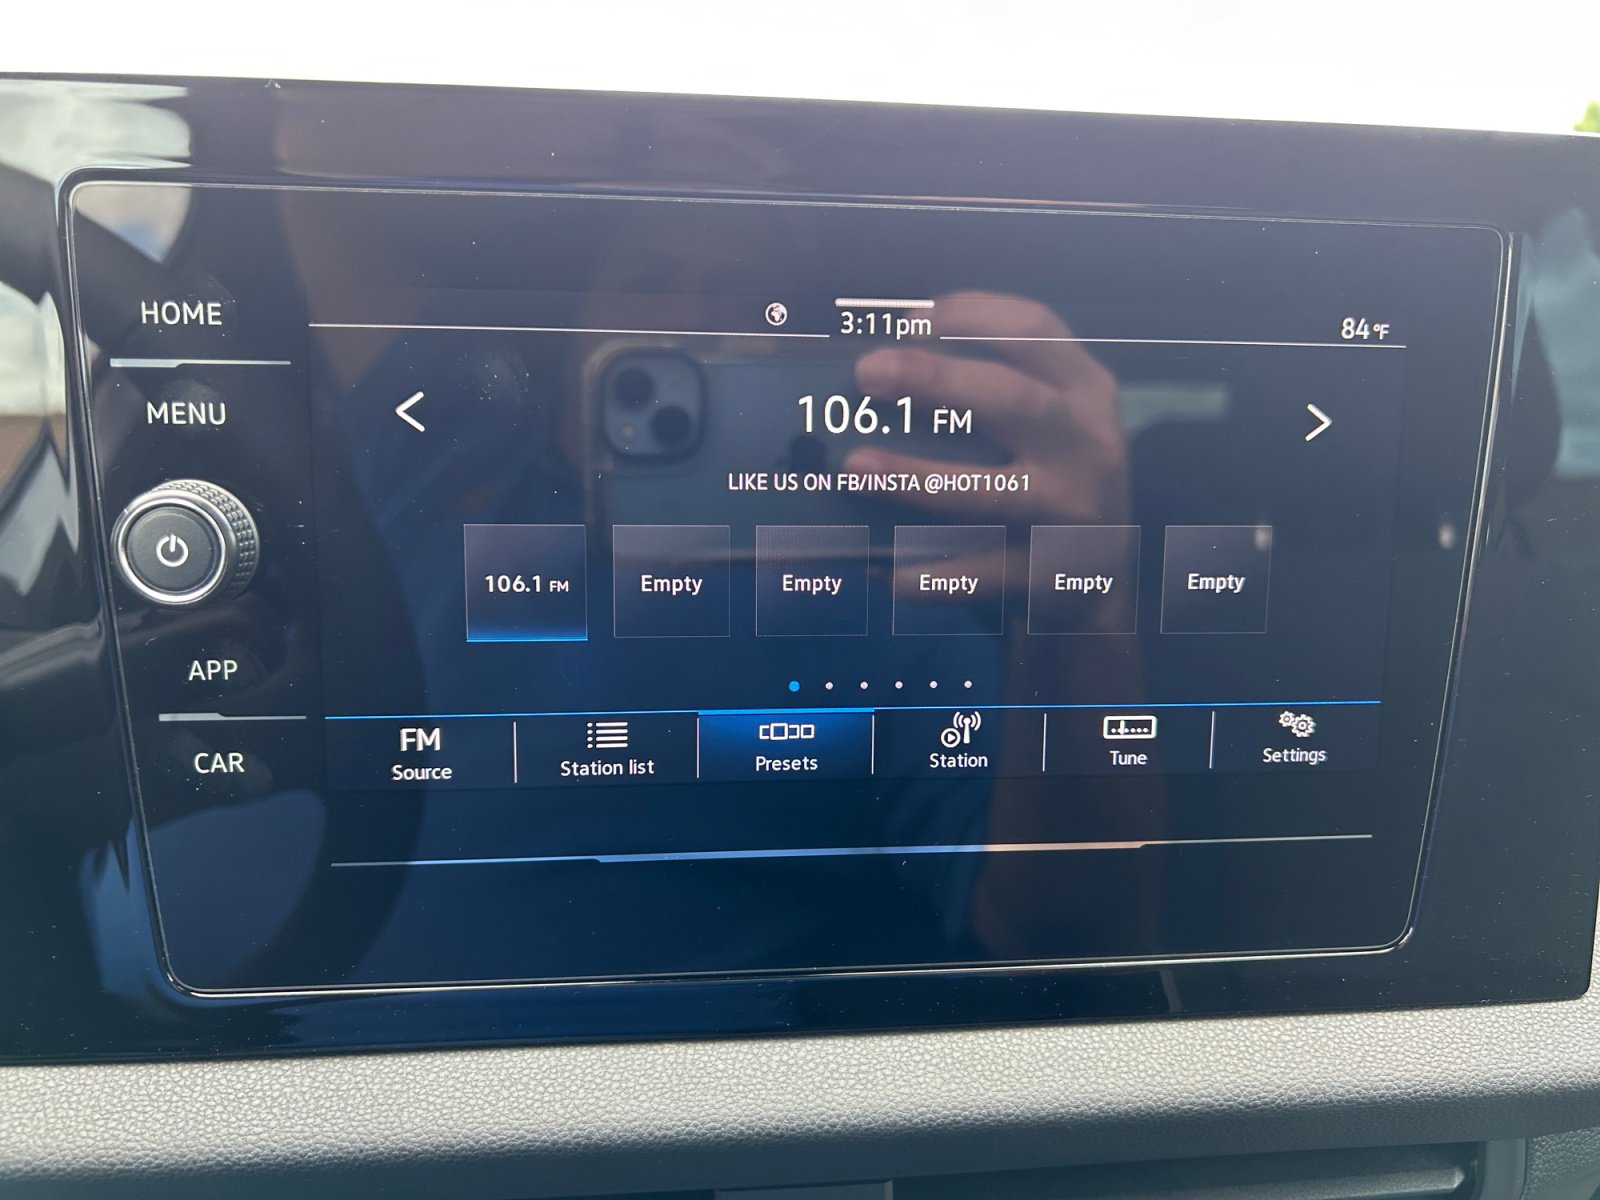 HOME
MENU
APP
CAR
3:11pm
84°F
< 106.1 FM >
LIKE US ON FB/INSTA @HOT1061
106.1 FM Empty Empty Empty Empty Empty
FM
Source Station list Presets Station Tune Settings